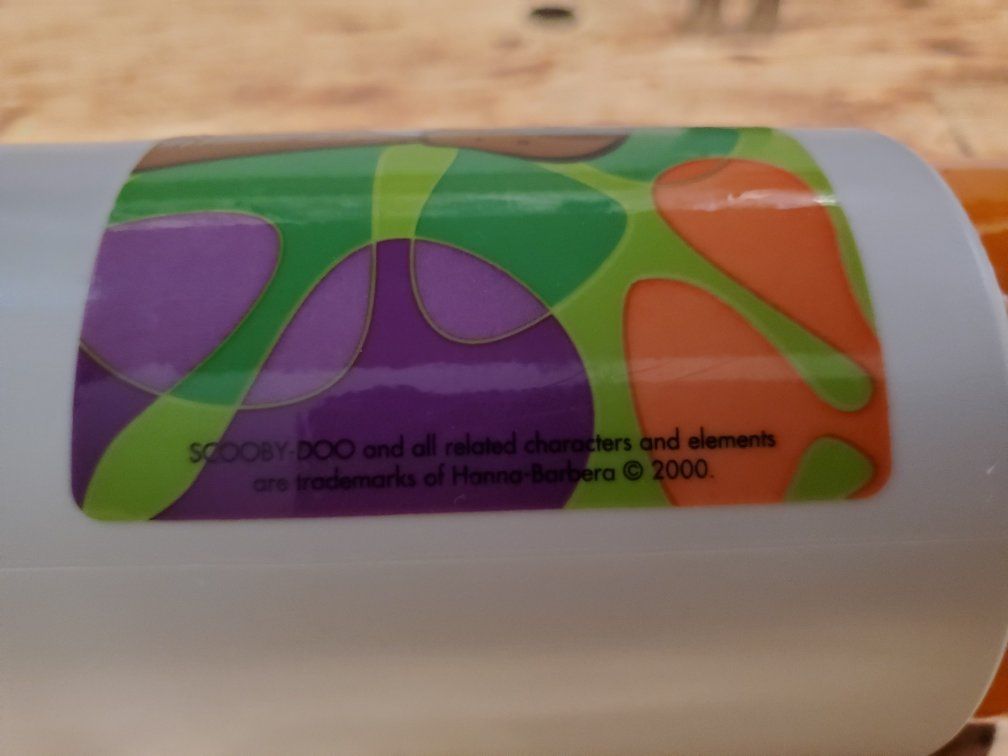 SCOOBY-DOO and all related characters and elements
are trademarks of Hanna-Barbera © 2000.